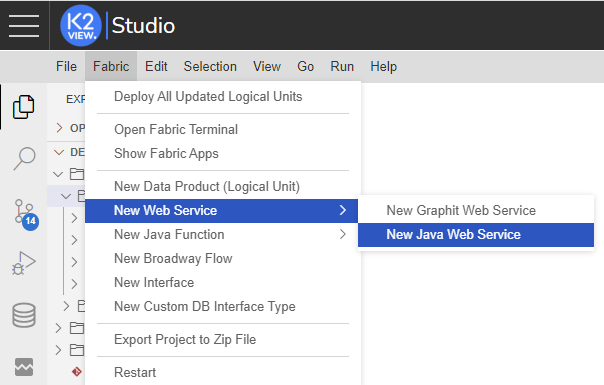 K2
VIEW.
Studio
File Fabric Edit Selection View Go Run Help
EXP
Deploy All Updated Logical Units
OP
Open Fabric Terminal
DE
Show Fabric Apps
New Data Product (Logical Unit)
New Web Service
New Graphit Web Service
14
New Java Function
New Java Web Service
New Broadway Flow
New Interface
New Custom DB Interface Type
Export Project to Zip File
Restart